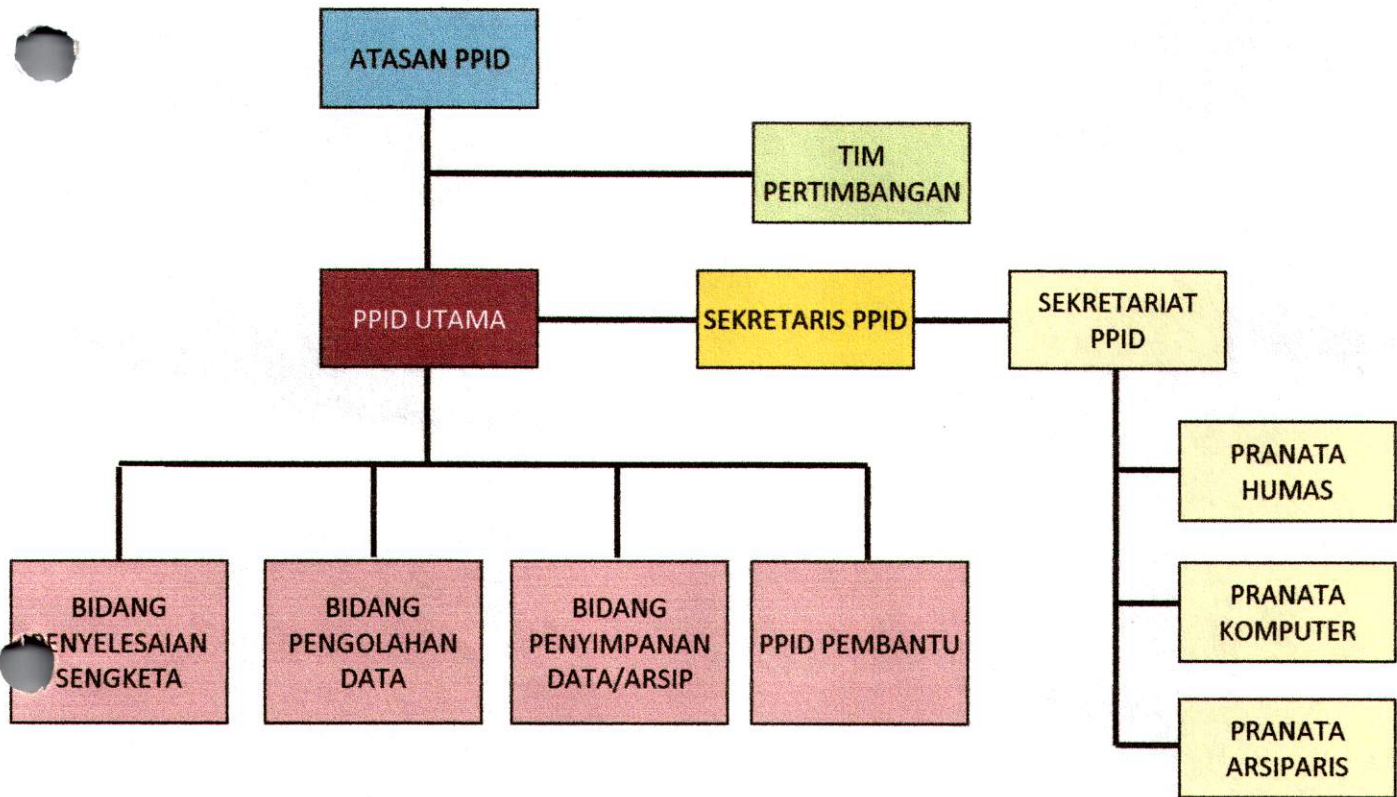 ATASAN PPID
TIM
PERTIMBANGAN
PPID UTAMA
SEKRETARIS PPID
SEKRETARIAT
PPID
PRANATA
HUMAS
PRANATA
KOMPUTER
PRANATA
ARSIPARIS
BIDANG
PENYELESAIAN
SENGKETA
BIDANG
PENGOLAHAN
DATA
BIDANG
PENYIMPANAN
DATA/ARSIP
PPID PEMBANTU